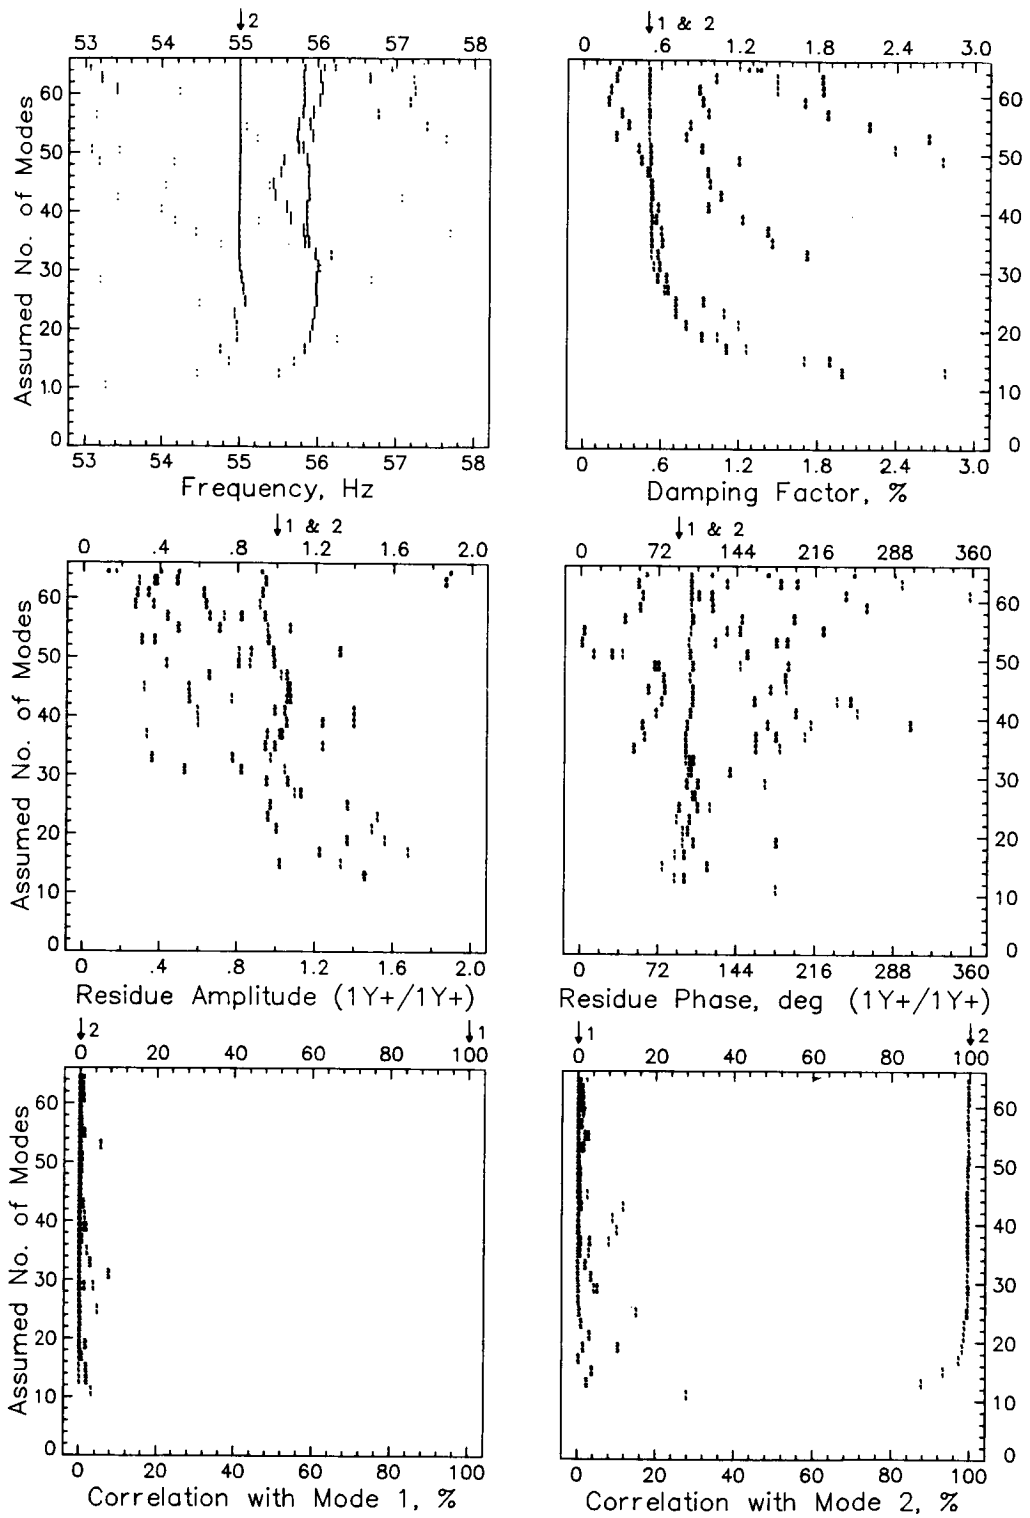 ↓2
53 54 55 56 57 58
60
50
40
30
20
1.0
0
Assumed No. of Modes
53 54 55 56 57 58
Frequency, Hz
↓1 & 2
0 .6 1.2 1.8 2.4 3.0
60
50
40
30
20
10
0
0 .6 1.2 1.8 2.4 3.0
Damping Factor, %
↓1 & 2
0 .4 .8 1.2 1.6 2.0
60
50
40
30
20
10
0
Assumed No. of Modes
0 .4 .8 1.2 1.6 2.0
Residue Amplitude (1Y+/1Y+)
↓1 & 2
0 72 144 216 288 360
60
50
40
30
20
10
0
0 72 144 216 288 360
Residue Phase, deg (1Y+/1Y+)
↓2 ↓1
0 20 40 60 80 100
60
50
40
30
20
10
0
Assumed No. of Modes
0 20 40 60 80 100
Correlation with Mode 1, %
↓1 ↓2
0 20 40 60 80 100
60
50
40
30
20
10
0
0 20 40 60 80 100
Correlation with Mode 2, %